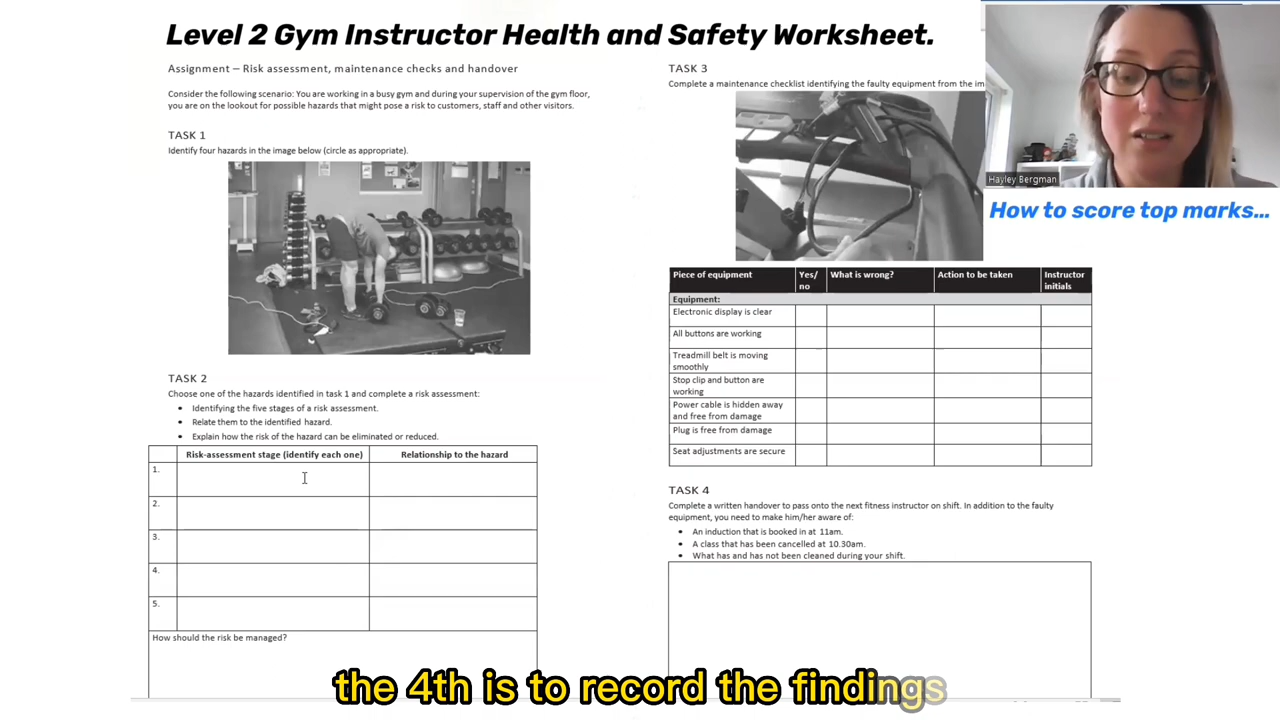 Level 2 Gym Instructor Health and Safety Worksheet.
Assignment – Risk assessment, maintenance checks and handover
Consider the following scenario: You are working in a busy gym and during your supervision of the gym floor,
you are on the lookout for possible hazards that might pose a risk to customers, staff and other visitors.
TASK 1
Identify four hazards in the image below (circle as appropriate).
TASK 2
Choose one of the hazards identified in task 1 and complete a risk assessment:
• Identifying the five stages of a risk assessment.
• Relate them to the identified hazard.
• Explain how the risk of the hazard can be eliminated or reduced.
Risk-assessment stage (identify each one) Relationship to the hazard
1.
2.
3.
4.
5.
How should the risk be managed?
TASK 3
Complete a maintenance checklist identifying the faulty equipment from the im
Piece of equipment Yes/ What is wrong? Action to be taken Instructor
no initials
Equipment:
Electronic display is clear
All buttons are working
Treadmill belt is moving
smoothly
Stop clip and button are
working
Power cable is hidden away
and free from damage
Plug is free from damage
Seat adjustments are secure
TASK 4
Complete a written handover to pass onto the next fitness instructor on shift. In addition to the faulty
equipment, you need to make him/her aware of:
• An induction that is booked in at 11am.
• A class that has been cancelled at 10.30am.
• What has and has not been cleaned during your shift.
Hayley Bergman
How to score top marks...
the 4th is to record the findings